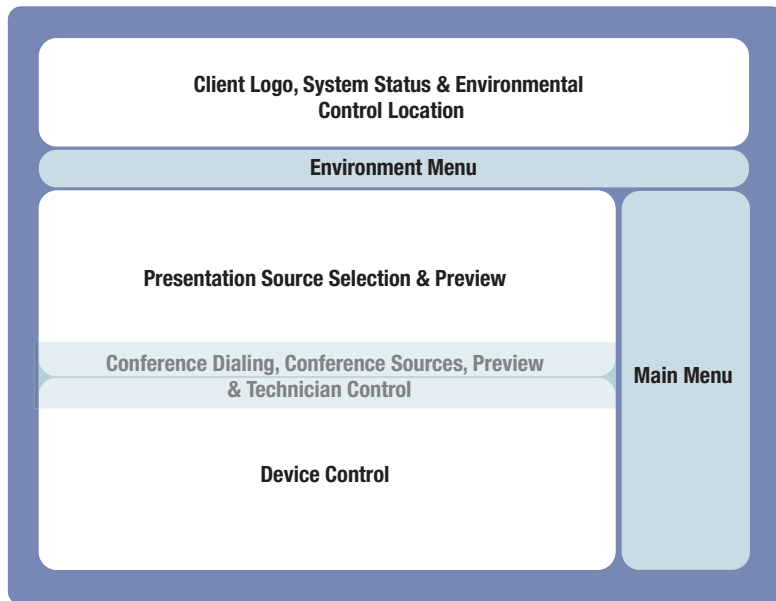 Client Logo, System Status & Environmental
Control Location
Environment Menu
Presentation Source Selection & Preview
Conference Dialing, Conference Sources, Preview
& Technician Control
Main Menu
Device Control